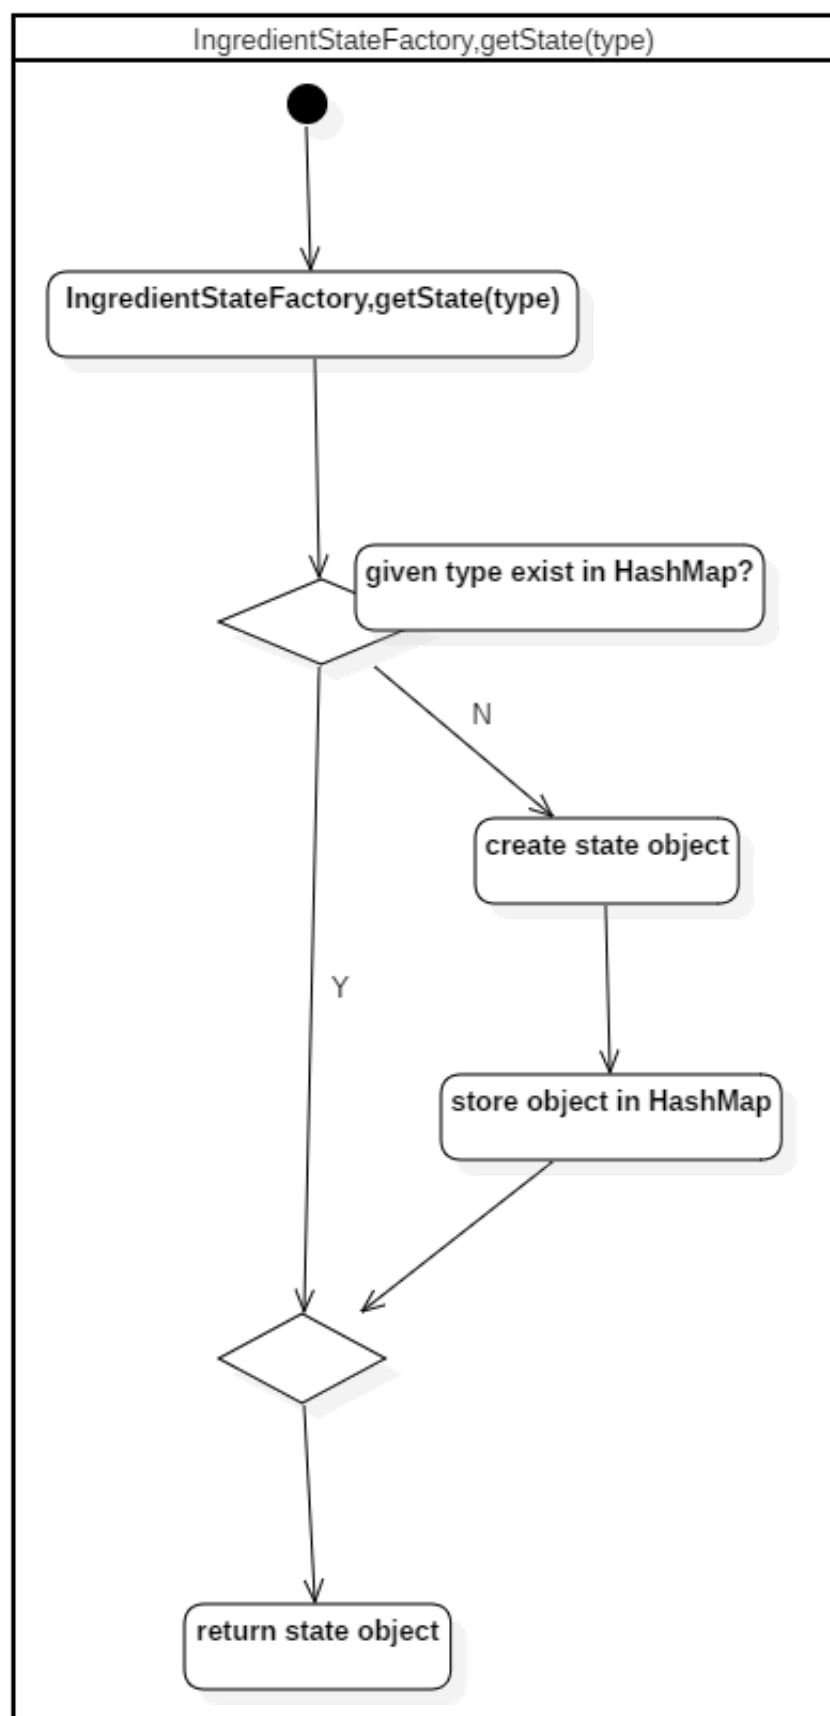 IngredientStateFactory,getState(type)
IngredientStateFactory,getState(type)
given type exist in HashMap?
N
create state object
Y
store object in HashMap
return state object